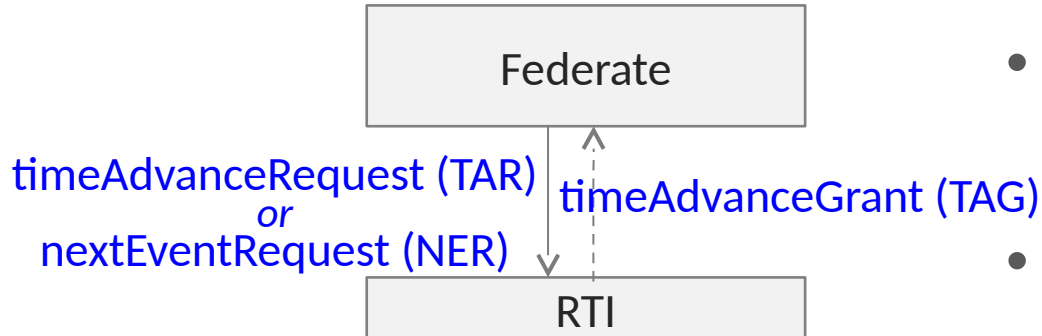 Federate
timeAdvanceRequest (TAR)
or
nextEventRequest (NER)
timeAdvanceGrant (TAG)
RTI